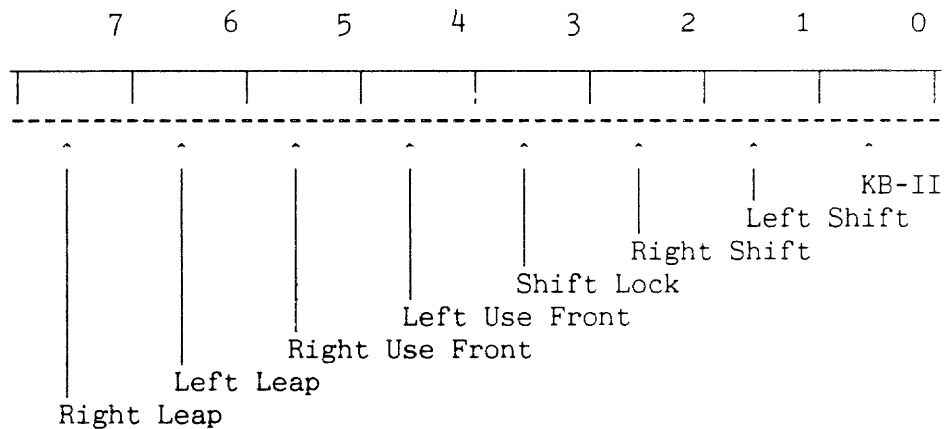 7 6 5 4 3 2 1 0
KB-II
Left Shift
Right Shift
Shift Lock
Left Use Front
Right Use Front
Left Leap
Right Leap